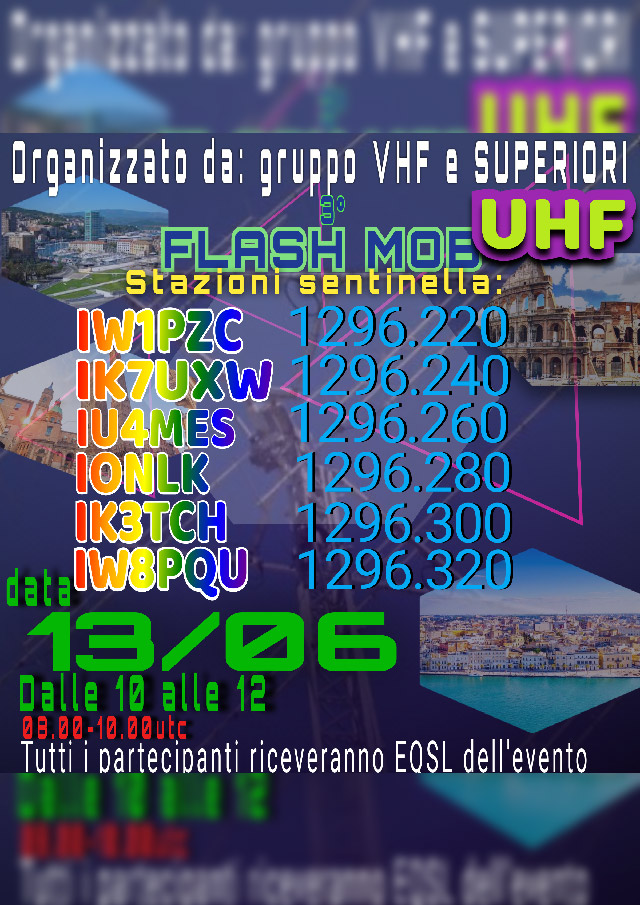 Organizzato da: gruppo VHF e SUPERIORI
UHF
3°
FLASH MOB
Stazioni sentinella:
IW1PZC 1296.220
IK7UXW 1296.240
IU4MES 1296.260
I0NLK 1296.280
IK3TCH 1296.300
IW8PQU 1296.320
data
13/06
Dalle 10 alle 12
08.00-10.00utc
Tutti i partecipanti riceveranno EQSL dell'evento